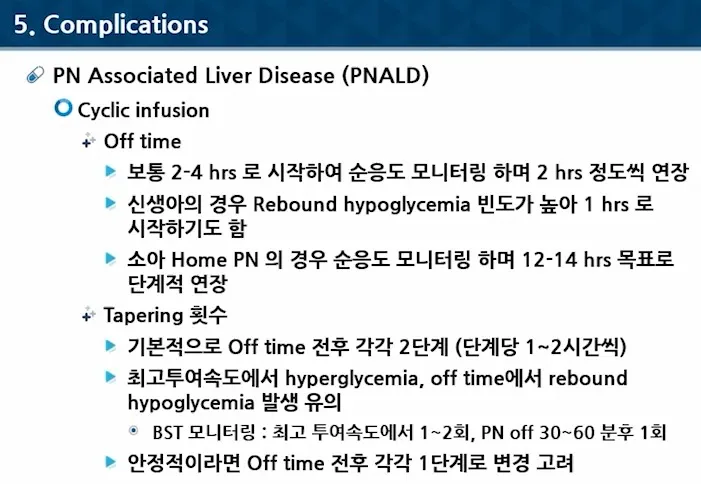 5. Complications
PN Associated Liver Disease (PNALD)
Cyclic infusion
Off time
보통 2-4 hrs 로 시작하여 순응도 모니터링 하며 2 hrs 정도씩 연장
신생아의 경우 Rebound hypoglycemia 빈도가 높아 1 hrs 로
시작하기도 함
소아 Home PN 의 경우 순응도 모니터링 하며 12-14 hrs 목표로
단계적 연장
Tapering 횟수
기본적으로 Off time 전후 각각 2단계 (단계당 1~2시간씩)
최고투여속도에서 hyperglycemia, off time에서 rebound
hypoglycemia 발생 유의
BST 모니터링 : 최고 투여속도에서 1~2회, PN off 30~60 분후 1회
안정적이라면 Off time 전후 각각 1단계로 변경 고려